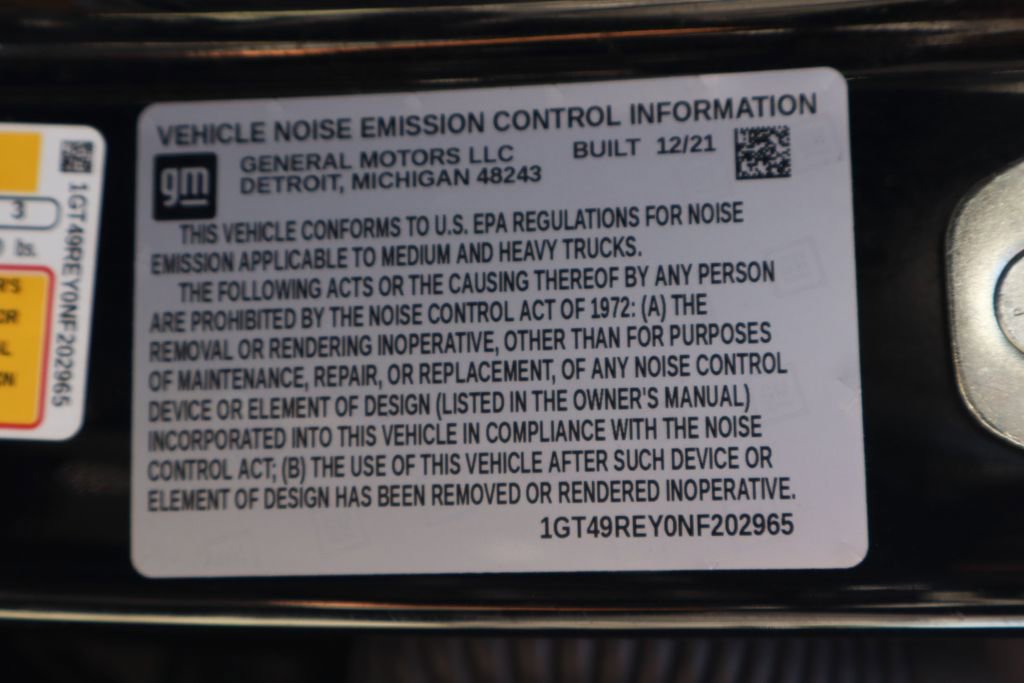 VEHICLE NOISE EMISSION CONTROL INFORMATION
gm
GENERAL MOTORS LLC
DETROIT, MICHIGAN 48243
BUILT 12/21
THIS VEHICLE CONFORMS TO U.S. EPA REGULATIONS FOR NOISE
EMISSION APPLICABLE TO MEDIUM AND HEAVY TRUCKS.
THE FOLLOWING ACTS OR THE CAUSING THEREOF BY ANY PERSON
ARE PROHIBITED BY THE NOISE CONTROL ACT OF 1972: (A) THE
REMOVAL OR RENDERING INOPERATIVE, OTHER THAN FOR PURPOSES
OF MAINTENANCE, REPAIR, OR REPLACEMENT, OF ANY NOISE CONTROL
DEVICE OR ELEMENT OF DESIGN (LISTED IN THE OWNER'S MANUAL)
INCORPORATED INTO THIS VEHICLE IN COMPLIANCE WITH THE NOISE
CONTROL ACT; (B) THE USE OF THIS VEHICLE AFTER SUCH DEVICE OR
ELEMENT OF DESIGN HAS BEEN REMOVED OR RENDERED INOPERATIVE.
1GT49REY0NF202965
3
lbs.
1GT49REY0NF202965